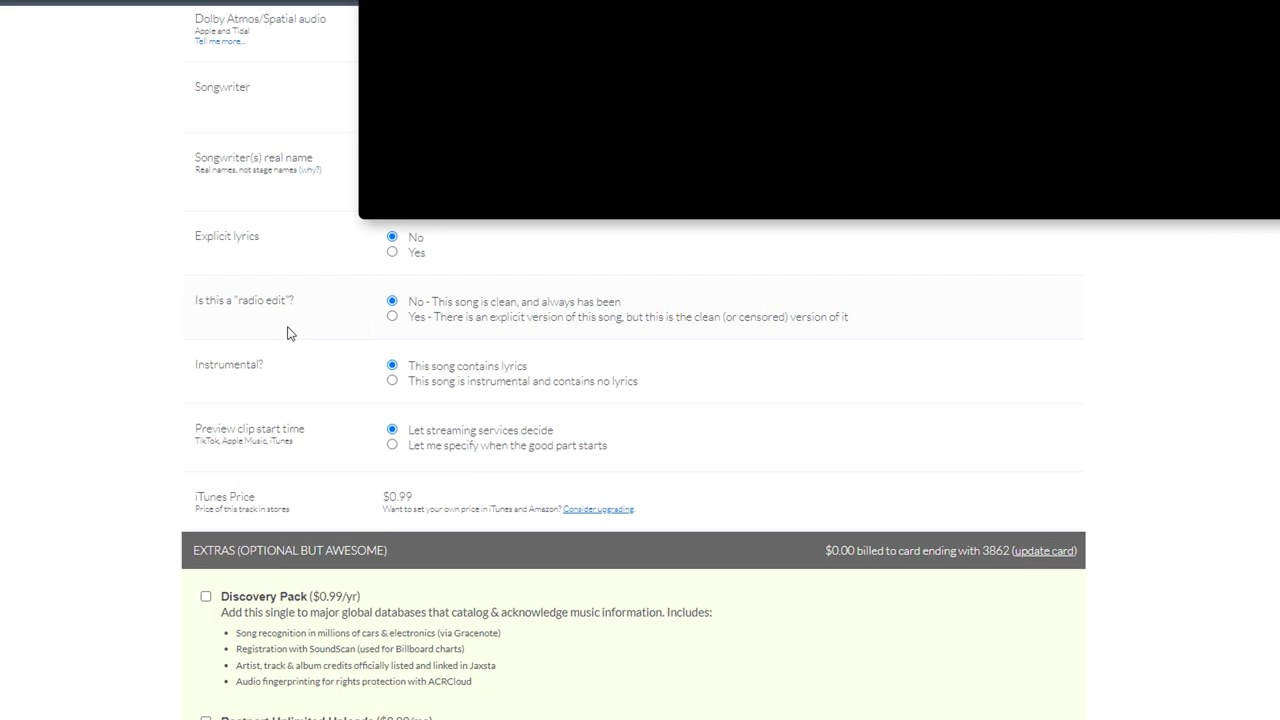 Dolby Atmos/Spatial audio
Apple and Tidal
Tell me more...
Songwriter
Songwriter(s) real name
Real names, not stage names (why?)
Explicit lyrics
No
Yes
Is this a "radio edit"?
No - This song is clean, and always has been
Yes - There is an explicit version of this song, but this is the clean (or censored) version of it
Instrumental?
This song contains lyrics
This song is instrumental and contains no lyrics
Preview clip start time
TikTok, Apple Music, iTunes
Let streaming services decide
Let me specify when the good part starts
iTunes Price
Price of this track in stores
$0.99
Want to set your own price in iTunes and Amazon? Consider upgrading.
EXTRAS (OPTIONAL BUT AWESOME)
$0.00 billed to card ending with 3862 (update card)
Discovery Pack ($0.99/yr)
Add this single to major global databases that catalog & acknowledge music information. Includes:
• Song recognition in millions of cars & electronics (via Gracenote)
• Registration with SoundScan (used for Billboard charts)
• Artist, track & album credits officially listed and linked in Jaxsta
• Audio fingerprinting for rights protection with ACRCloud